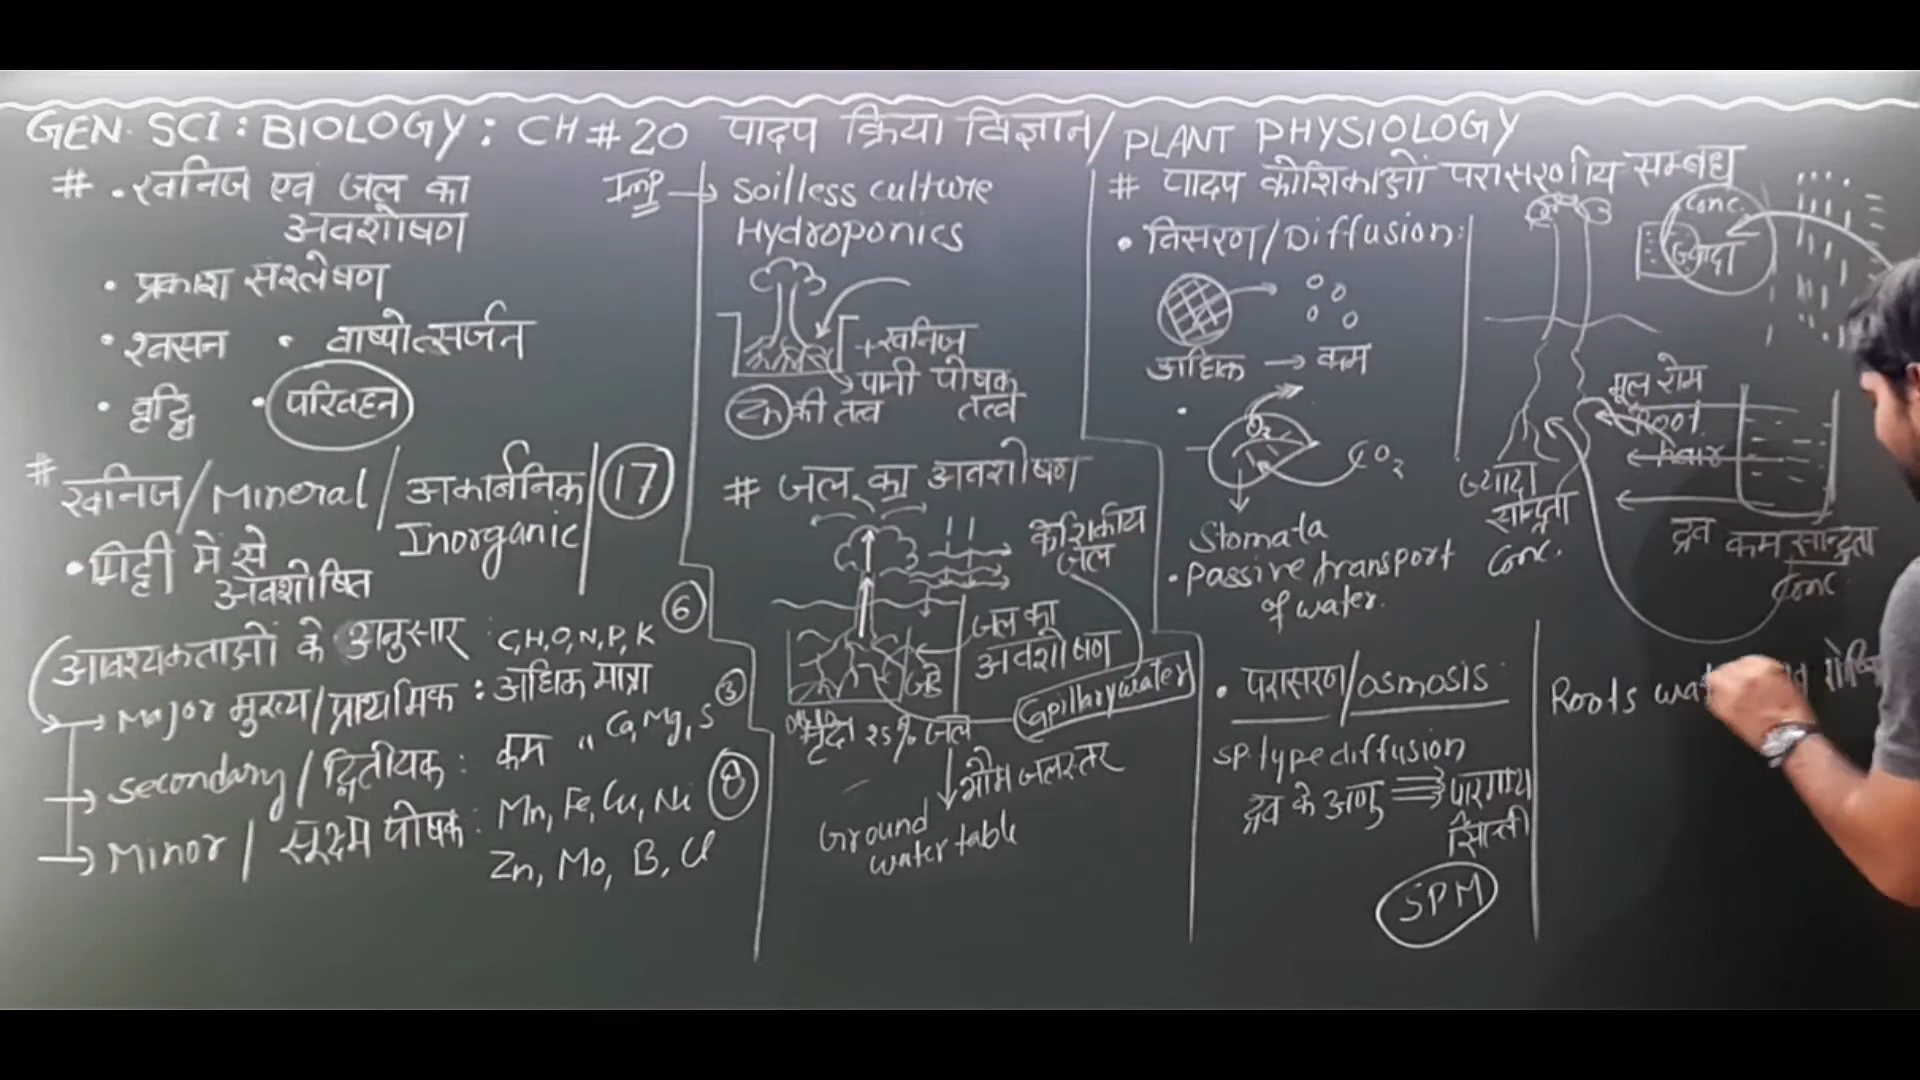 GEN. SCI : BIOLOGY : CH # 20 पादप क्रिया विज्ञान/PLANT PHYSIOLOGY
# • खनिज एवं जल का
अवशोषण
• प्रकाश संश्लेषण
• श्वसन • वाष्पोत्सर्जन
• वृद्धि • परिवहन
# खनिज/Mineral/अकार्बनिक 17
Inorganic
• मिट्टी में से
अवशोषित
आवश्यकताओं के अनुसार : C,H,O,N,P,K 6
→ Major मुख्य/प्राथमिक : अधिक मात्रा
→ Secondary/द्वितीयक : कम " Ca,Mg,S 3
→ Minor/सूक्ष्म पोषक : Mn, Fe, Cu, Ni 8
Zn, Mo, B, Cl
Imp → Soilless culture
Hydroponics
+ खनिज
पानी पोषक
तत्व
Zn की तत्व
# जल का अवशोषण
केशिकीय
जल
जल का
अवशोषण
जड़े
Capillary water
मृदा 25% जल
भौम जलस्तर
Ground
water table
# पादप कोशिकाओं परासरणीय सम्बंध
• विसरण/Diffusion:
अधिक → कम
O2
CO2
Stomata
• passive transport
of water.
• परासरण/osmosis
sp. type diffusion
द्रव के अणु
SPM
conc.
ज्यादा
मूल रोम
Root
hair
ज्यादा
सान्द्रता
conc.
द्रव कम सान्द्रता
conc.
Roots